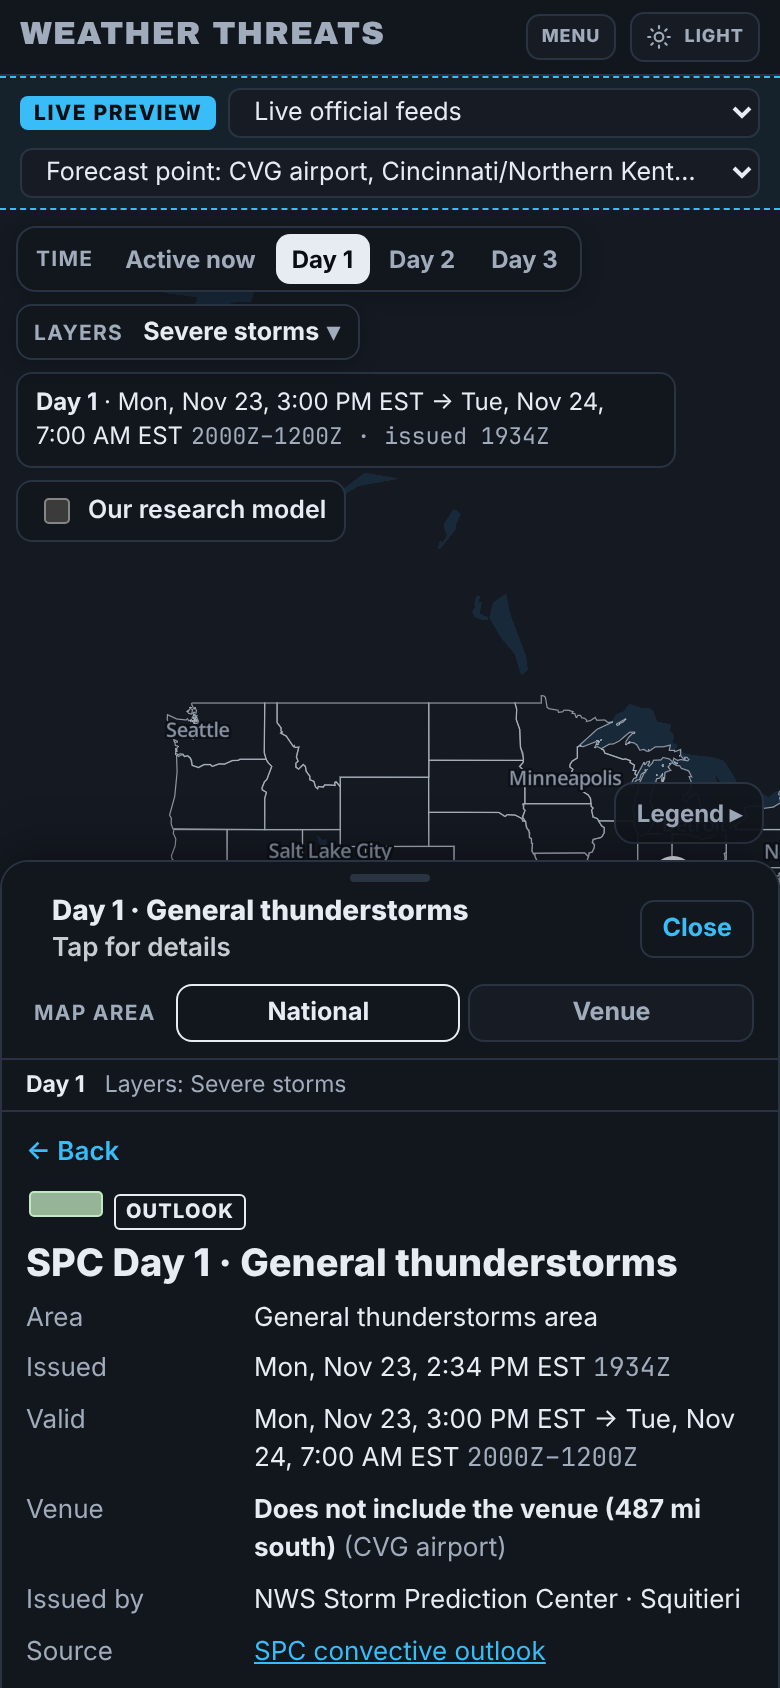 WEATHER THREATS
MENU
LIGHT
LIVE PREVIEW
Live official feeds
Forecast point: CVG airport, Cincinnati/Northern Kent...
TIME Active now Day 1 Day 2 Day 3
LAYERS Severe storms ▾
Day 1 · Mon, Nov 23, 3:00 PM EST → Tue, Nov 24,
7:00 AM EST 2000Z–1200Z · issued 1934Z
Our research model
Seattle
Minneapolis
Legend ▸
Salt Lake City
N
Day 1 · General thunderstorms
Tap for details
Close
MAP AREA National Venue
Day 1 Layers: Severe storms
← Back
OUTLOOK
SPC Day 1 · General thunderstorms
Area General thunderstorms area
Issued Mon, Nov 23, 2:34 PM EST 1934Z
Valid Mon, Nov 23, 3:00 PM EST → Tue, Nov
24, 7:00 AM EST 2000Z–1200Z
Venue Does not include the venue (487 mi
south) (CVG airport)
Issued by NWS Storm Prediction Center · Squitieri
Source SPC convective outlook